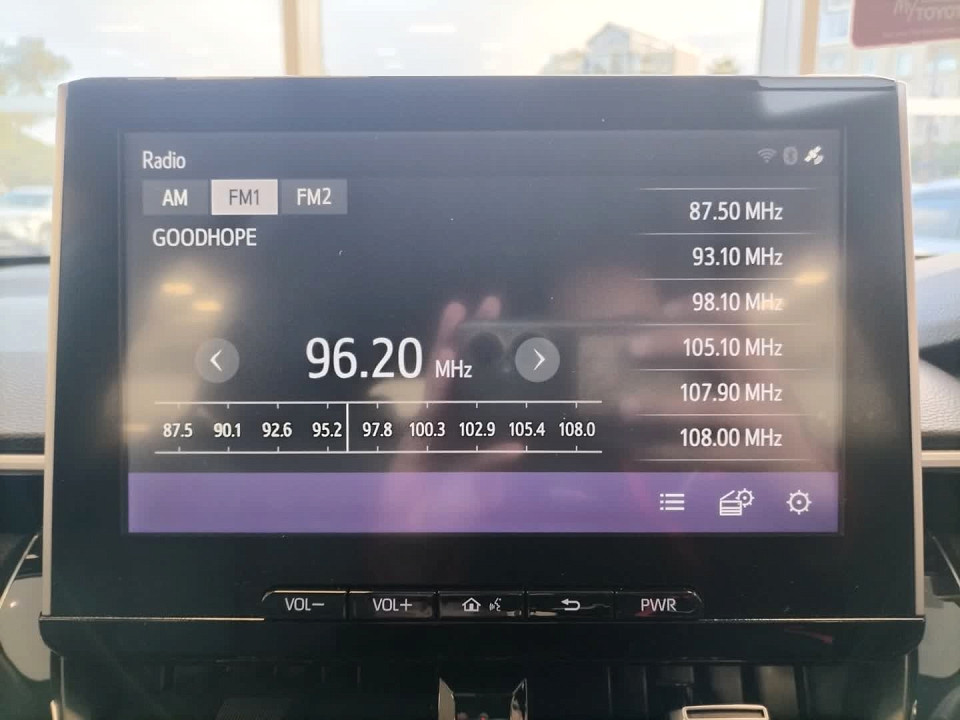 MYTOYOTA
Radio
AM FM1 FM2
GOODHOPE
87.50 MHz
93.10 MHz
98.10 MHz
96.20 MHz
105.10 MHz
107.90 MHz
87.5 90.1 92.6 95.2 97.8 100.3 102.9 105.4 108.0
108.00 MHz
VOL− VOL+ PWR